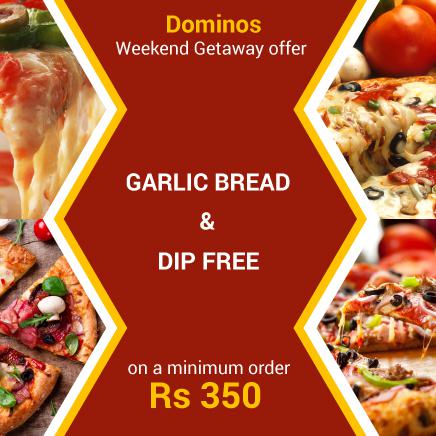 Dominos
Weekend Getaway offer
GARLIC BREAD
&
DIP FREE
on a minimum order
Rs 350